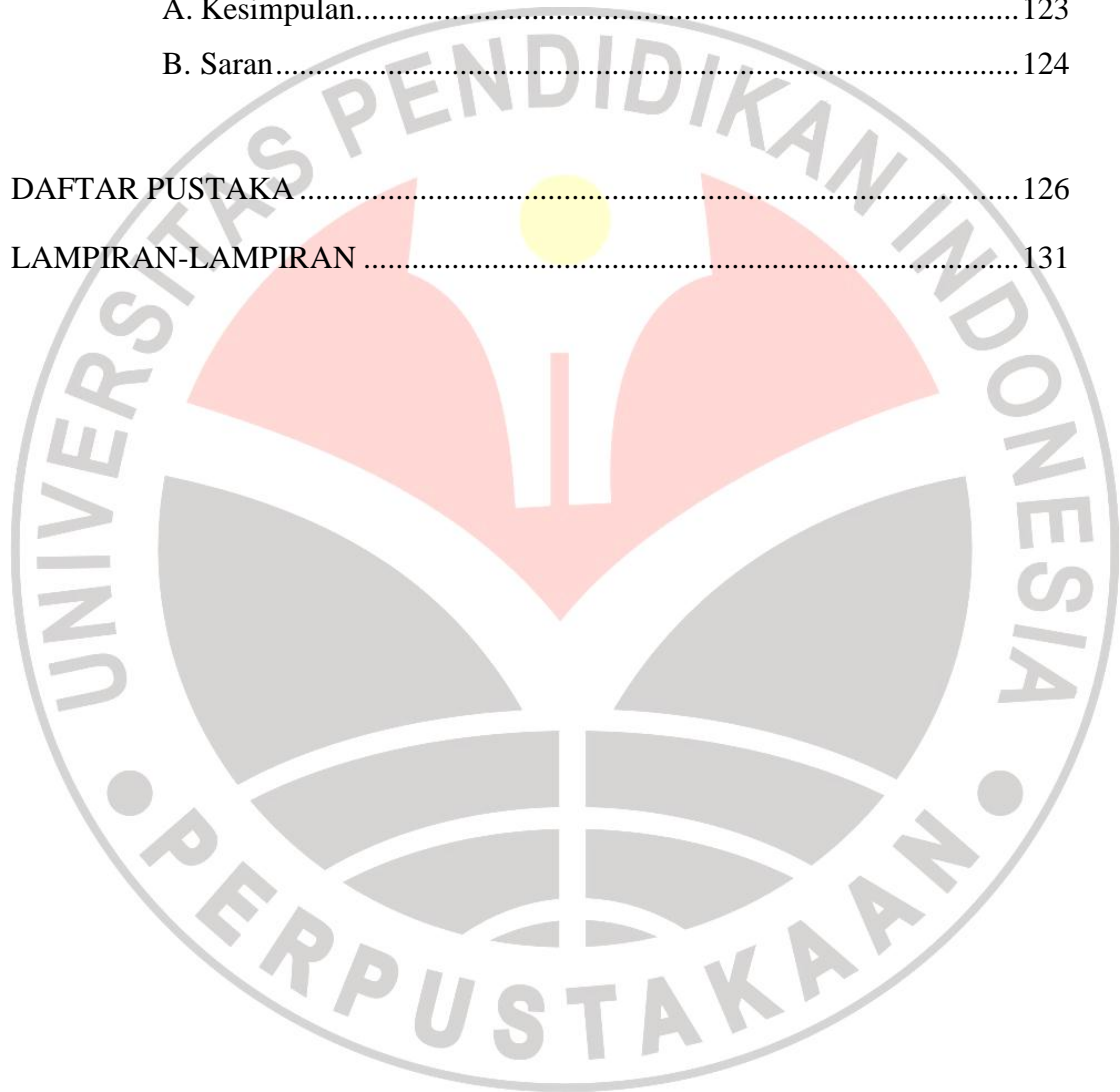 A. Kesimpulan....................................................................................123
B. Saran..............................................................................................124
DAFTAR PUSTAKA...........................................................................................126
LAMPIRAN-LAMPIRAN...................................................................................131
UNIVERSITAS PENDIDIKAN INDONESIA
PERPUSTAKAAN